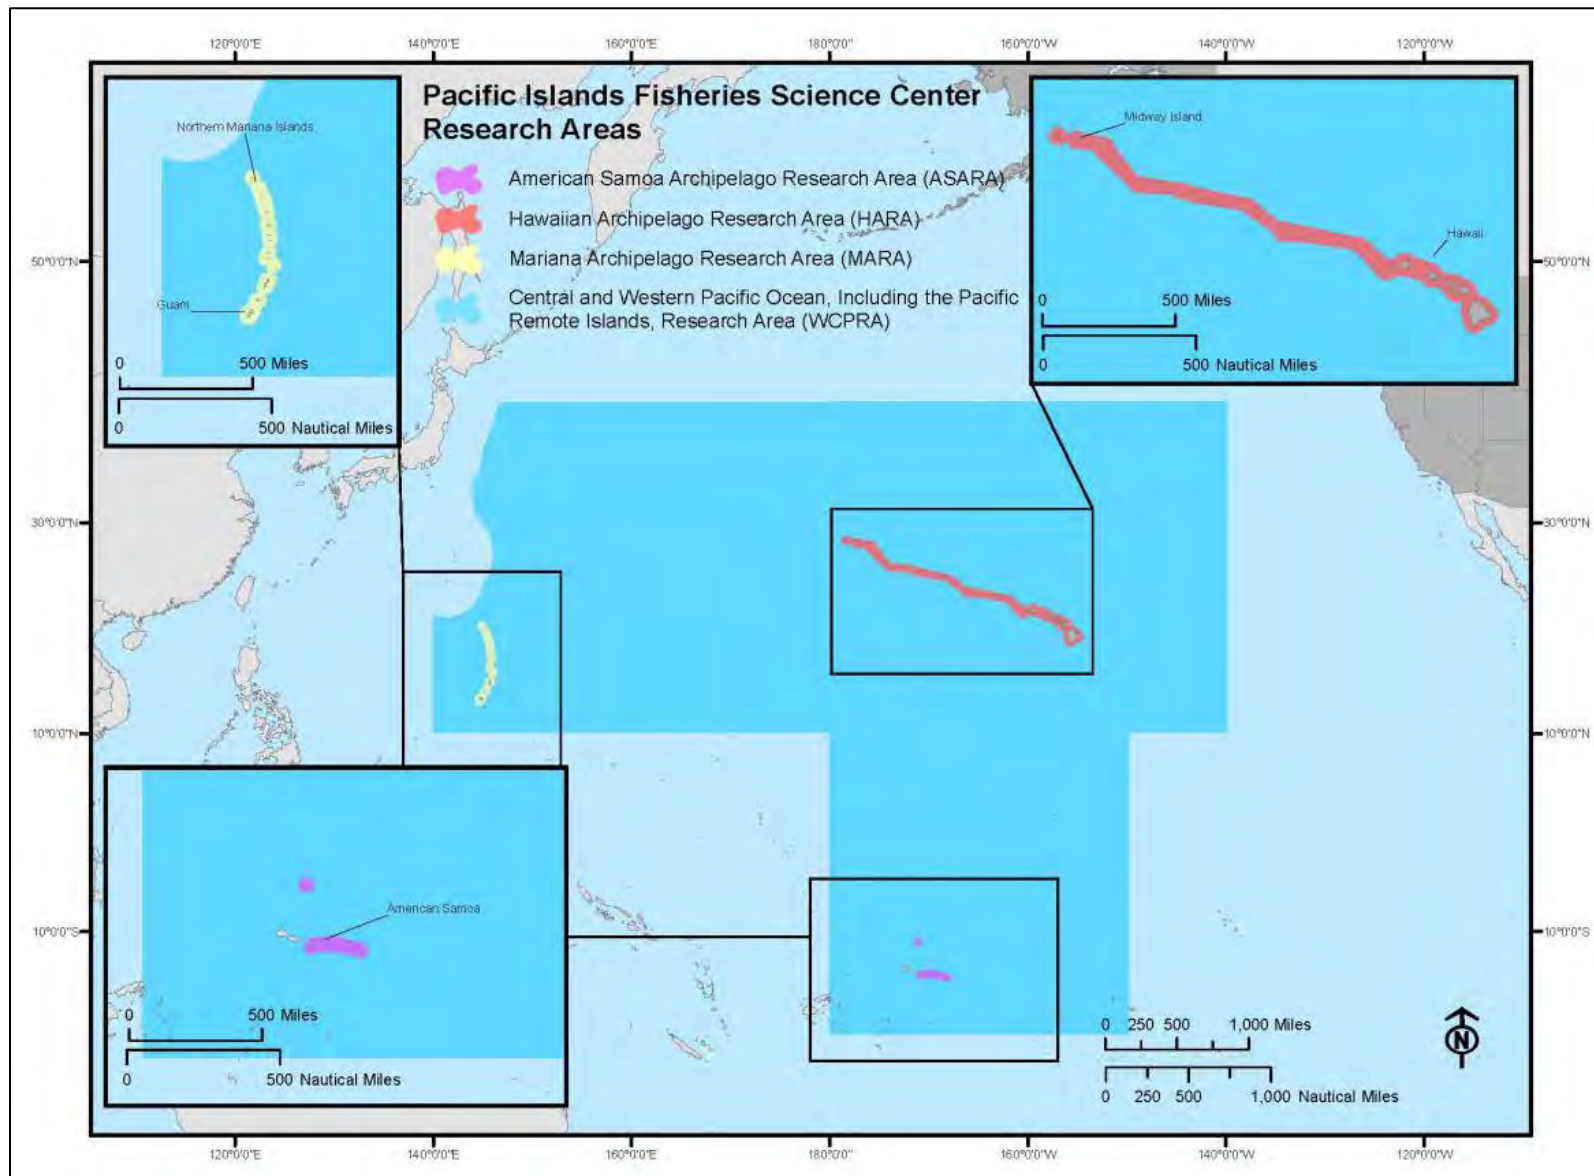 120°0'0"E 140°0'0"E 160°0'0"E 180°0'0" 160°0'0"W 140°0'0"W 120°0'0"W
Pacific Islands Fisheries Science Center
Research Areas
American Samoa Archipelago Research Area (ASARA)
Hawaiian Archipelago Research Area (HARA)
Mariana Archipelago Research Area (MARA)
Central and Western Pacific Ocean, Including the Pacific
Remote Islands, Research Area (WCPRA)
Northern Mariana Islands
Guam
0 500 Miles
0 500 Nautical Miles
Midway Island
Hawaii
0 500 Miles
0 500 Nautical Miles
50°0'0"N 50°0'0"N
30°0'0"N 30°0'0"N
10°0'0"N 10°0'0"N
10°0'0"S 10°0'0"S
American Samoa
0 500 Miles
0 500 Nautical Miles
0 250 500 1,000 Miles
0 250 500 1,000 Nautical Miles
N
120°0'0"E 140°0'0"E 160°0'0"E 180°0'0" 160°0'0"W 140°0'0"W 120°0'0"W